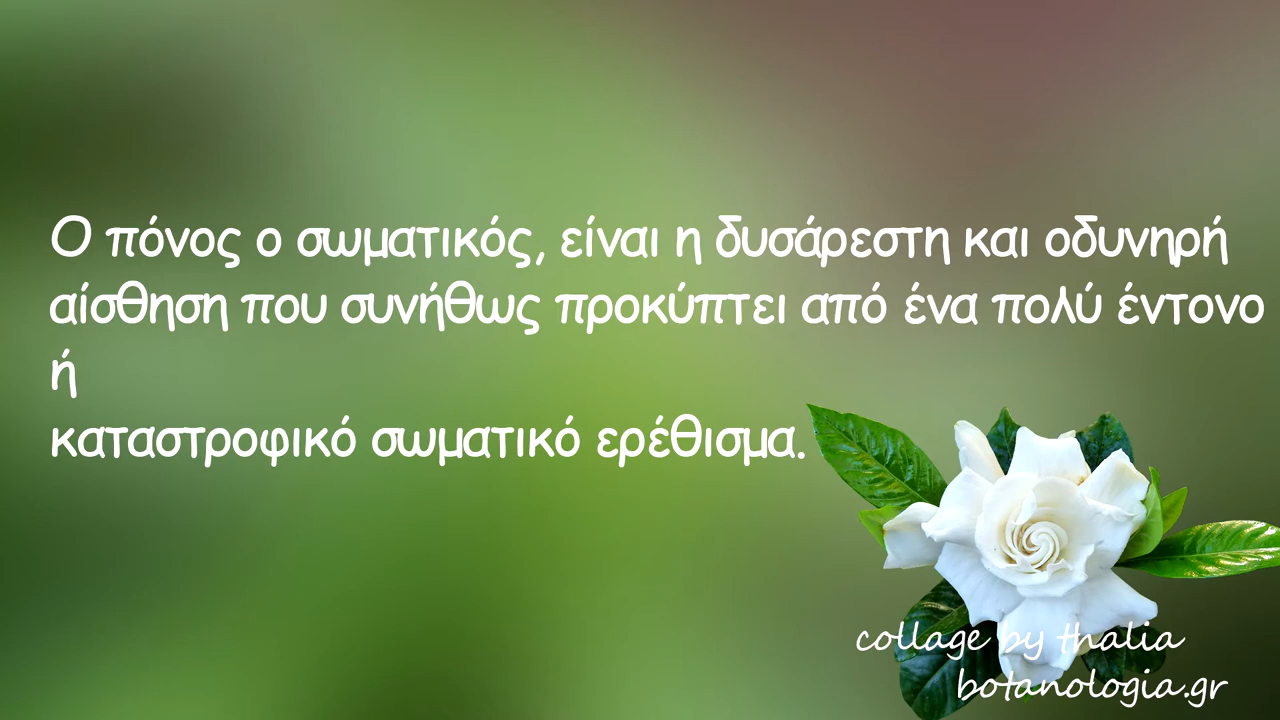 Ο πόνος ο σωματικός, είναι η δυσάρεστη και οδυνηρή
αίσθηση που συνήθως προκύπτει από ένα πολύ έντονο
ή
καταστροφικό σωματικό ερέθισμα.
collage by thalia
botanologia.gr